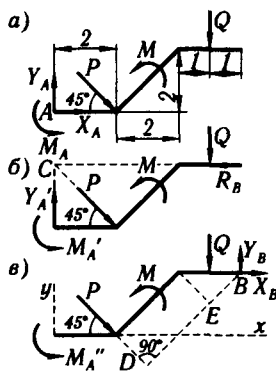 а)
2
Q
P
M
Y_A
A
45°
X_A
M_A
2
2
1
1
б)
C
P
M
Q
Y_A'
45°
R_B
M_A'
в)
P
M
Q
Y_B
B
X_B
y
45°
E
x
M_A''
D
90°